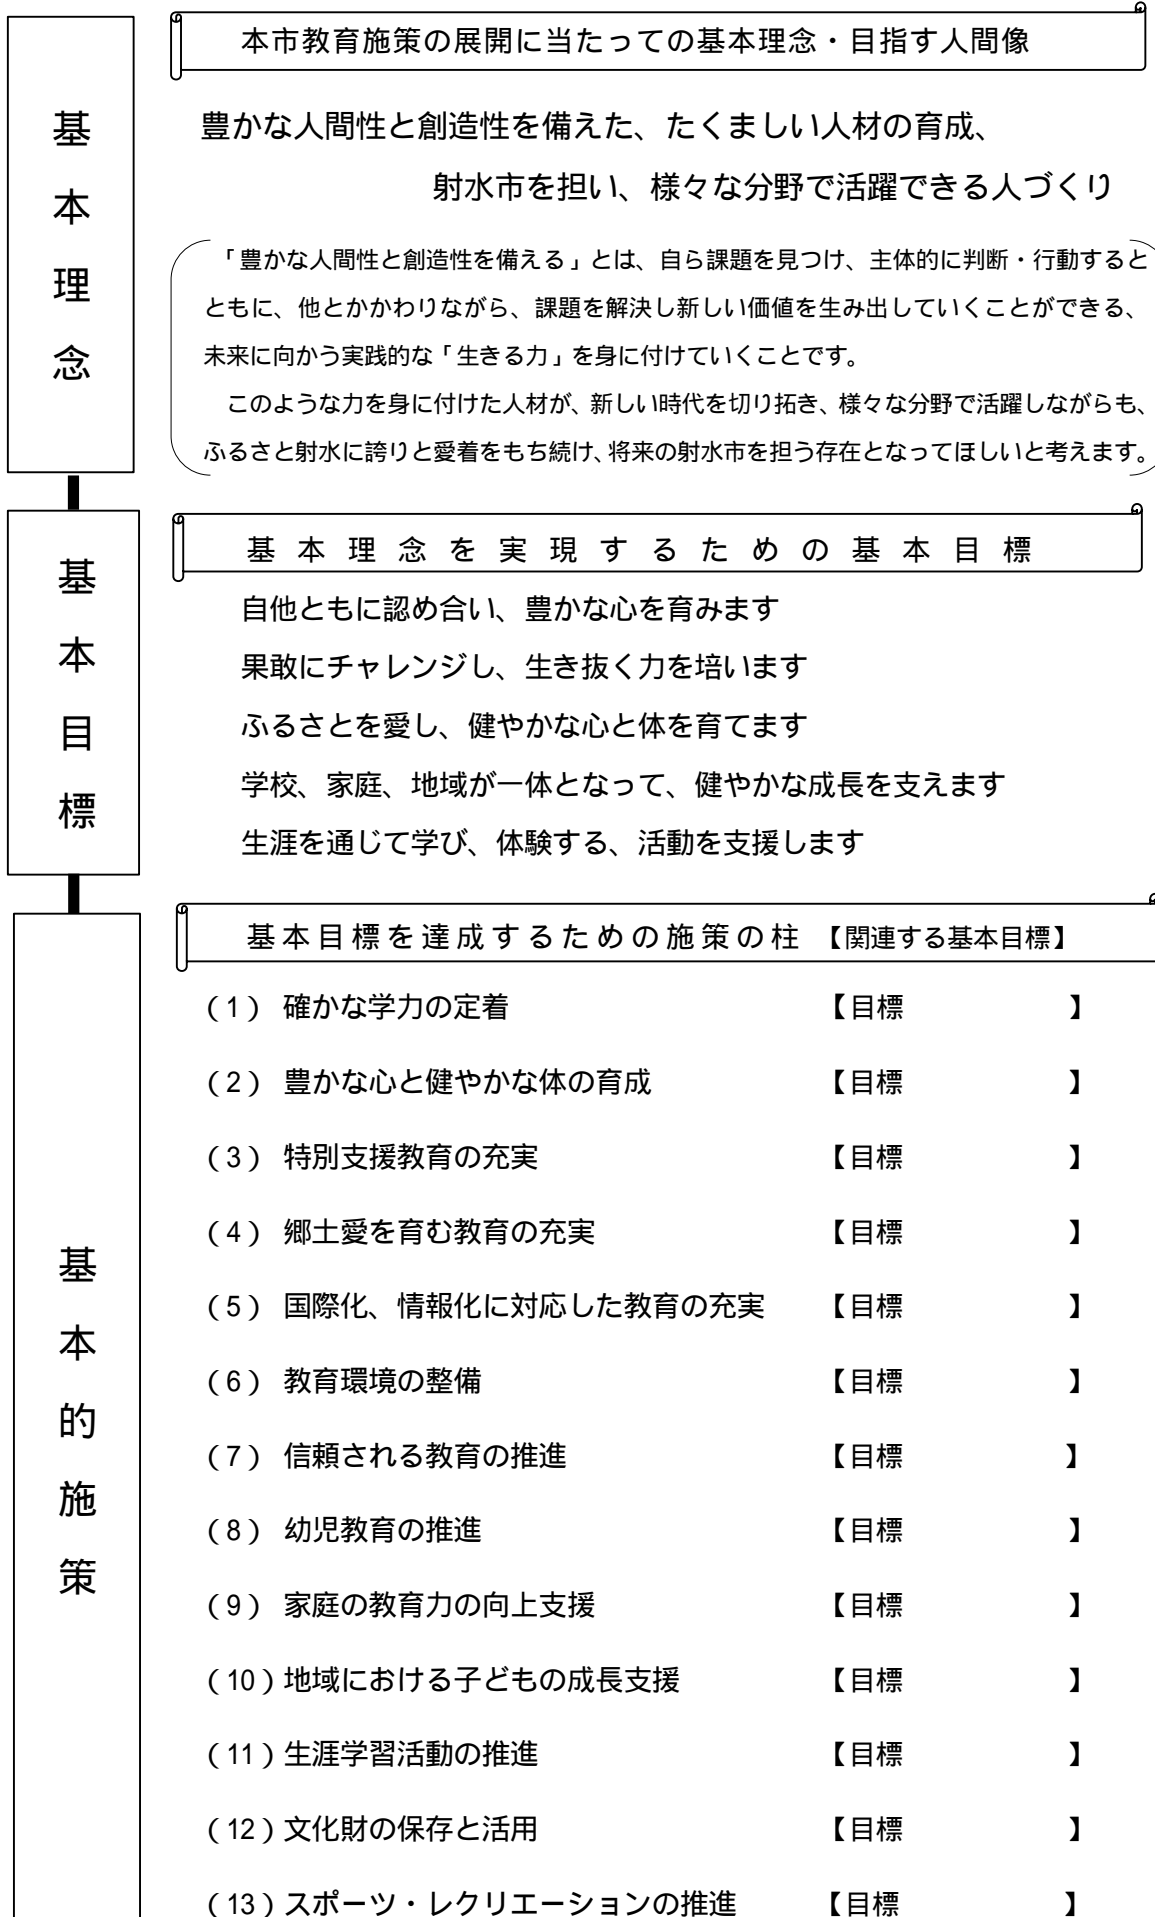 基本理念
本市教育施策の展開に当たっての基本理念・目指す人間像
豊かな人間性と創造性を備えた、たくましい人材の育成、
射水市を担い、様々な分野で活躍できる人づくり
「豊かな人間性と創造性を備える」とは、自ら課題を見つけ、主体的に判断・行動すると
ともに、他とかかわりながら、課題を解決し新しい価値を生み出していくことができる、
未来に向かう実践的な「生きる力」を身に付けていくことです。
このような力を身に付けた人材が、新しい時代を切り拓き、様々な分野で活躍しながらも、
ふるさと射水に誇りと愛着をもち続け、将来の射水市を担う存在となってほしいと考えます。
基本目標
基本理念を実現するための基本目標
自他ともに認め合い、豊かな心を育みます
果敢にチャレンジし、生き抜く力を培います
ふるさとを愛し、健やかな心と体を育てます
学校、家庭、地域が一体となって、健やかな成長を支えます
生涯を通じて学び、体験する、活動を支援します
基本的施策
基本目標を達成するための施策の柱 【関連する基本目標】
（1） 確かな学力の定着 【目標 】
（2） 豊かな心と健やかな体の育成 【目標 】
（3） 特別支援教育の充実 【目標 】
（4） 郷土愛を育む教育の充実 【目標 】
（5） 国際化、情報化に対応した教育の充実 【目標 】
（6） 教育環境の整備 【目標 】
（7） 信頼される教育の推進 【目標 】
（8） 幼児教育の推進 【目標 】
（9） 家庭の教育力の向上支援 【目標 】
（10）地域における子どもの成長支援 【目標 】
（11）生涯学習活動の推進 【目標 】
（12）文化財の保存と活用 【目標 】
（13）スポーツ・レクリエーションの推進 【目標 】